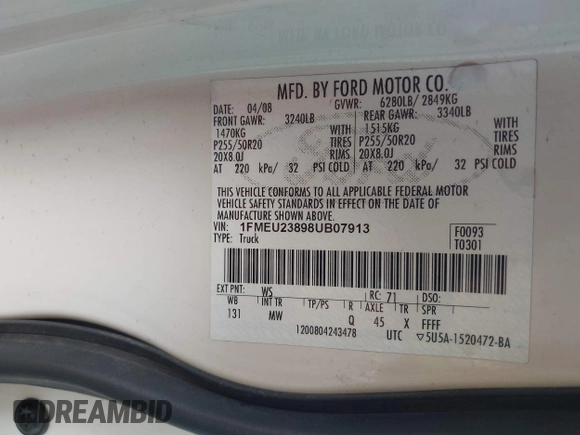 MFD. BY FORD MOTOR CO.
04/08 GVWR: 6280LB/ 2849KG
FRONT GAWR: 3240LB REAR GAWR: 3340LB
1470KG WITH 1515KG WITH
P255/50R20 TIRES P255/50R20 TIRES
20X8.0J RIMS 20X8.0J RIMS
AT 220 kPa/ 32 PSI COLD AT 220 kPa/ 32 PSI COLD
THIS VEHICLE CONFORMS TO ALL APPLICABLE FEDERAL MOTOR
VEHICLE SAFETY STANDARDS IN EFFECT ON THE DATE OF
MANUFACTURE SHOWN ABOVE.
VIN: 1FMEU23898UB07913 F0093
TYPE: Truck T0301
EXT PNT: WS RC: 71 DSO:
WB INT TR TP/PS R AXLE TR SPR
131 MW Q 45 X FFFF
1200804243478 UTC ▽5U5A-1520472-BA
DREAMBID